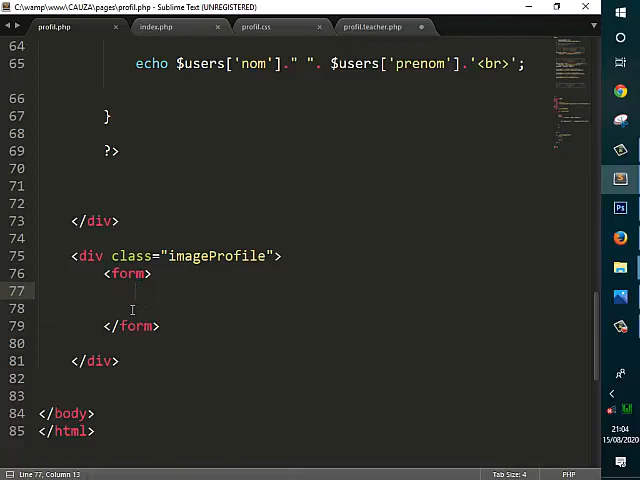 C:\wamp\www\CAUZA\pages\profil.php - Sublime Text (UNREGISTERED)
profil.php index.php profil.css profil.teacher.php
64
65 echo $users['nom']." ". $users['prenom'].'<br>';
66
67 }
68
69 ?>
70
71
72
73 </div>
74
75 <div class="imageProfile">
76 <form>
77
78
79 </form>
80
81 </div>
82
83
84 </body>
85 </html>
Line 77, Column 13 Tab Size: 4 PHP
21:04
15/08/2020